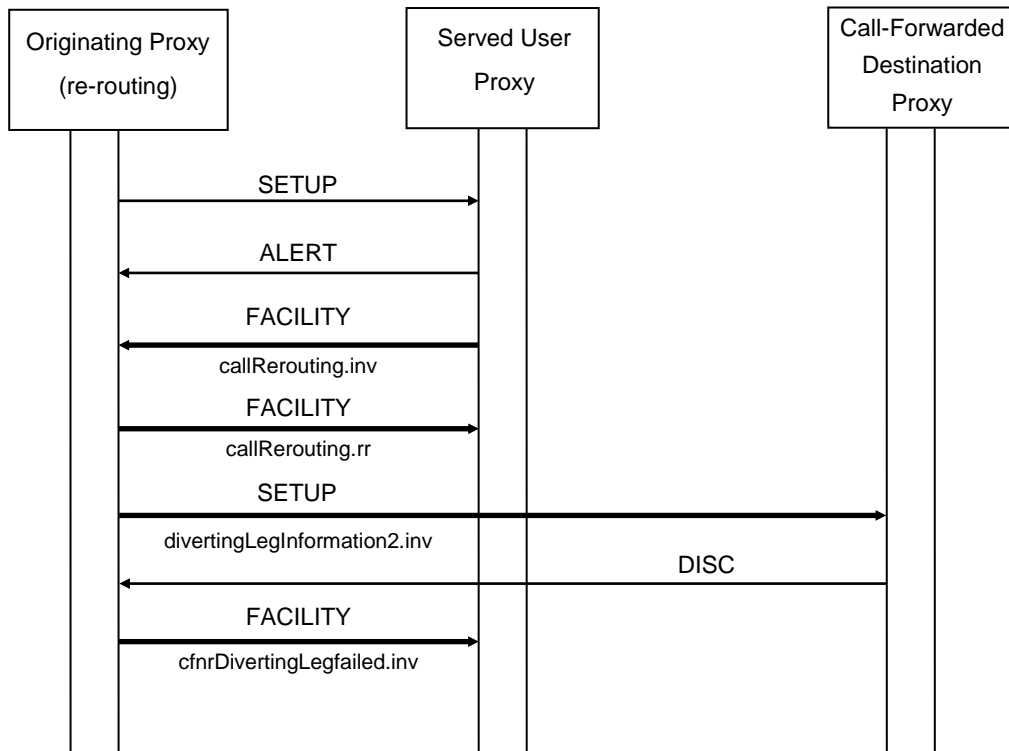 Originating Proxy
(re-routing)
Served User
Proxy
Call-Forwarded
Destination
Proxy
SETUP
ALERT
FACILITY
callRerouting.inv
FACILITY
callRerouting.rr
SETUP
divertingLegInformation2.inv
DISC
FACILITY
cfnrDivertingLegfailed.inv